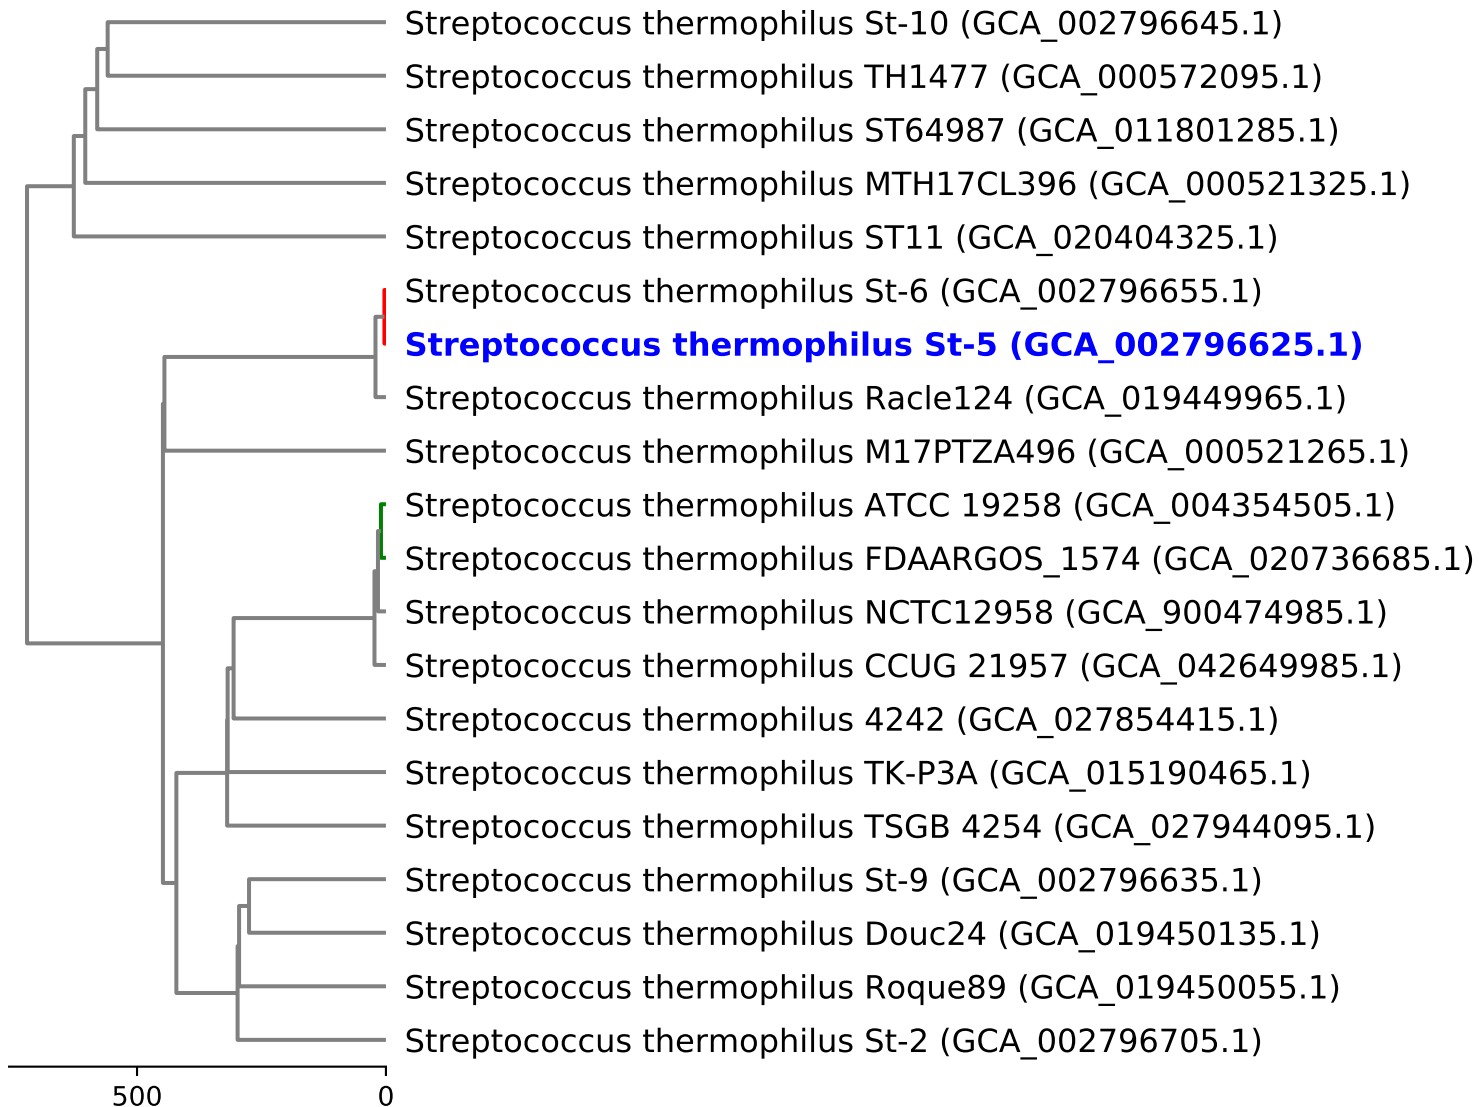 Streptococcus thermophilus St-10 (GCA_002796645.1)
Streptococcus thermophilus TH1477 (GCA_000572095.1)
Streptococcus thermophilus ST64987 (GCA_011801285.1)
Streptococcus thermophilus MTH17CL396 (GCA_000521325.1)
Streptococcus thermophilus ST11 (GCA_020404325.1)
Streptococcus thermophilus St-6 (GCA_002796655.1)
Streptococcus thermophilus St-5 (GCA_002796625.1)
Streptococcus thermophilus Racle124 (GCA_019449965.1)
Streptococcus thermophilus M17PTZA496 (GCA_000521265.1)
Streptococcus thermophilus ATCC 19258 (GCA_004354505.1)
Streptococcus thermophilus FDAARGOS_1574 (GCA_020736685.1)
Streptococcus thermophilus NCTC12958 (GCA_900474985.1)
Streptococcus thermophilus CCUG 21957 (GCA_042649985.1)
Streptococcus thermophilus 4242 (GCA_027854415.1)
Streptococcus thermophilus TK-P3A (GCA_015190465.1)
Streptococcus thermophilus TSGB 4254 (GCA_027944095.1)
Streptococcus thermophilus St-9 (GCA_002796635.1)
Streptococcus thermophilus Douc24 (GCA_019450135.1)
Streptococcus thermophilus Roque89 (GCA_019450055.1)
Streptococcus thermophilus St-2 (GCA_002796705.1)
500 0